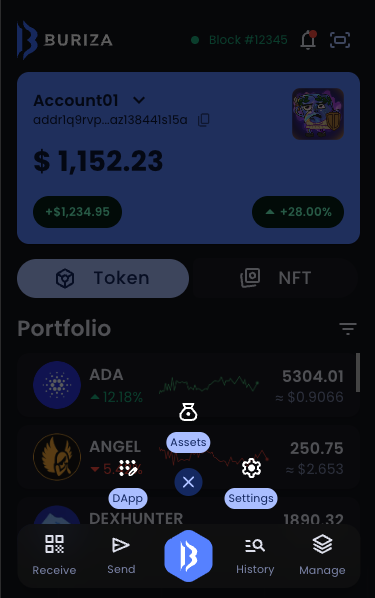 BURIZA
Block #12345
Account01
addr1q9rvp...az138441s15a
$ 1,152.23
+$1,234.95
+28.00%
Token
NFT
Portfolio
ADA
5304.01
12.18%
≈ $0.9066
Assets
ANGEL
250.75
≈ $2.653
DApp
Settings
DEXHUNTER
1890.32
Receive
Send
History
Manage